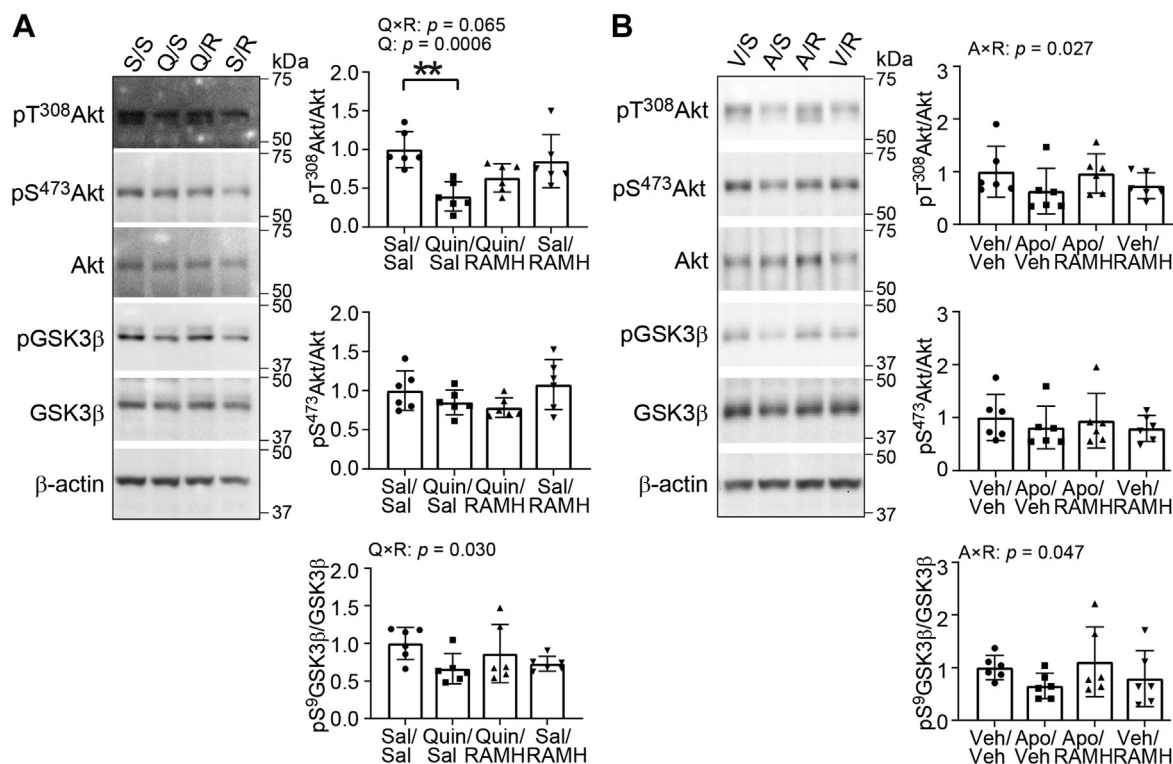 A
S/S Q/S Q/R S/R
kDa
pT308Akt
75
50
pS473Akt
75
50
Akt
75
50
pGSK3β
50
37
GSK3β
50
37
β-actin
50
37
Q×R: p = 0.065
Q: p = 0.0006
**
pT308Akt/Akt
2.0
1.5
1.0
0.5
0.0
Sal/ Quin/ Quin/ Sal/
Sal Sal RAMH RAMH
pS473Akt/Akt
2.0
1.5
1.0
0.5
0.0
Sal/ Quin/ Quin/ Sal/
Sal Sal RAMH RAMH
Q×R: p = 0.030
pS9GSK3β/GSK3β
2.0
1.5
1.0
0.5
0.0
Sal/ Quin/ Quin/ Sal/
Sal Sal RAMH RAMH
B
V/S A/S A/R V/R
kDa
pT308Akt
75
50
pS473Akt
75
50
Akt
75
50
pGSK3β
50
37
GSK3β
50
37
β-actin
50
37
A×R: p = 0.027
pT308Akt/Akt
3
2
1
0
Veh/ Apo/ Apo/ Veh/
Veh Veh RAMH RAMH
pS473Akt/Akt
3
2
1
0
Veh/ Apo/ Apo/ Veh/
Veh Veh RAMH RAMH
A×R: p = 0.047
pS9GSK3β/GSK3β
3
2
1
0
Veh/ Apo/ Apo/ Veh/
Veh Veh RAMH RAMH